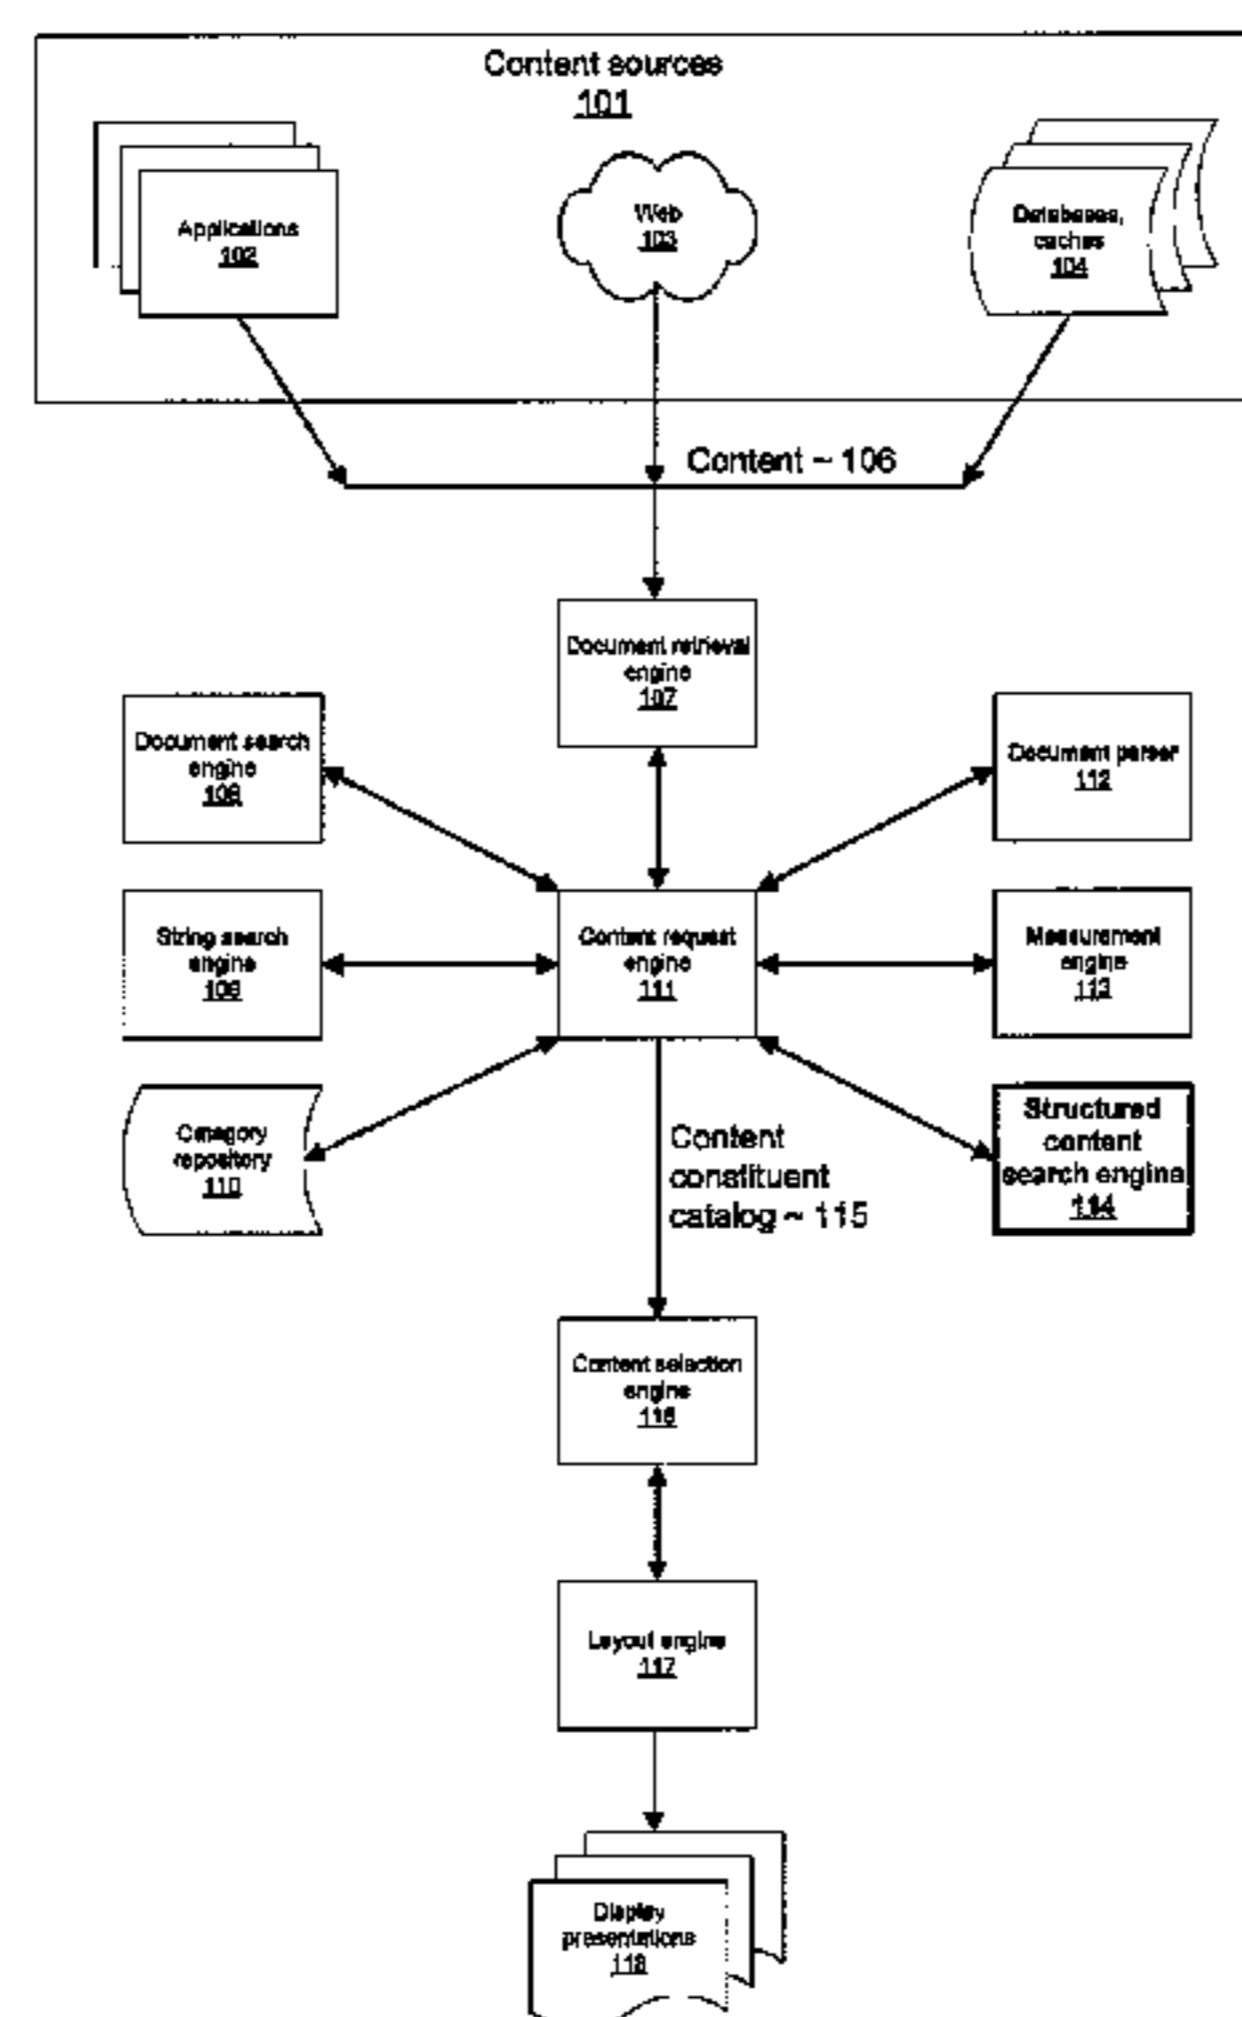 Content sources
101
Applications
102
Web
103
Databases,
caches
104
Content ~ 106
Document retrieval
engine
107
Document search
engine
Document parser
112
String search
engine
Content request
engine
111
Measurement
engine
113
Category
repository
110
Content
constituent
catalog ~ 115
Structured
content
search engine
114
Content selection
engine
116
Layout engine
117
Display
presentations
118